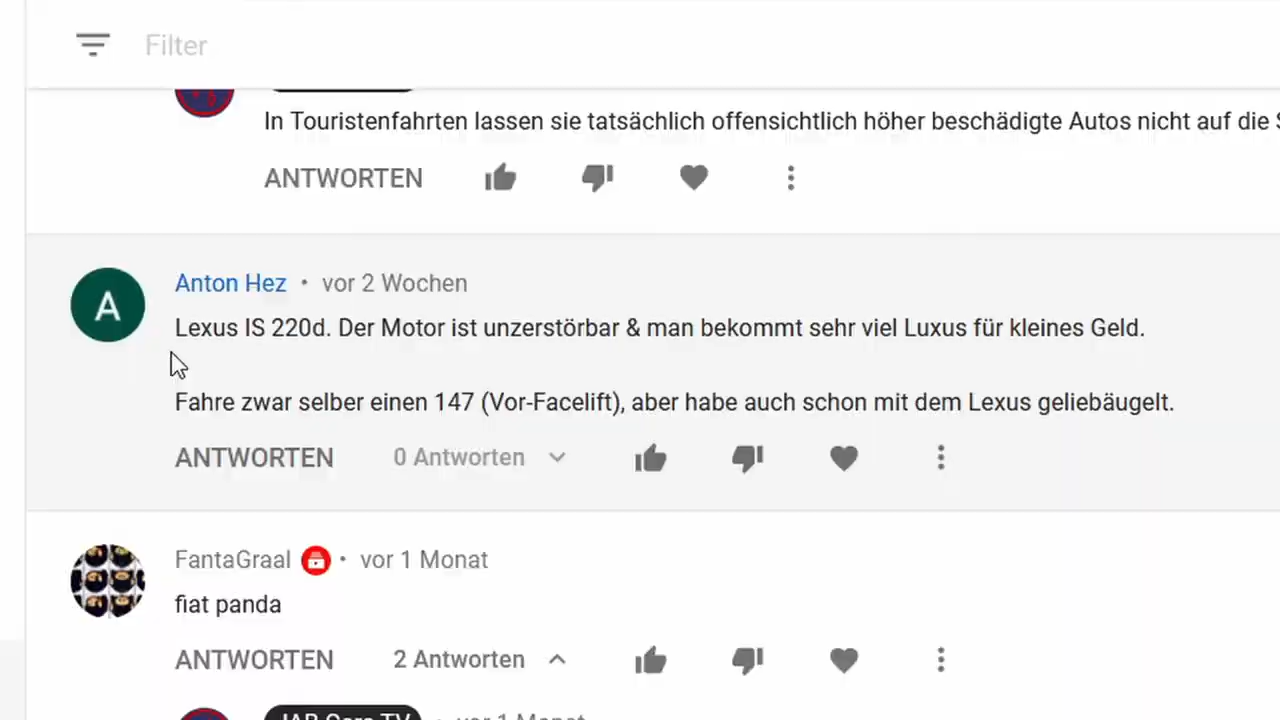 Filter
In Touristenfahrten lassen sie tatsächlich offensichtlich höher beschädigte Autos nicht auf die
ANTWORTEN
A
Anton Hez • vor 2 Wochen
Lexus IS 220d. Der Motor ist unzerstörbar & man bekommt sehr viel Luxus für kleines Geld.
Fahre zwar selber einen 147 (Vor-Facelift), aber habe auch schon mit dem Lexus geliebäugelt.
ANTWORTEN 0 Antworten
FantaGraal • vor 1 Monat
fiat panda
ANTWORTEN 2 Antworten
Cars TV • vor 1 Monat